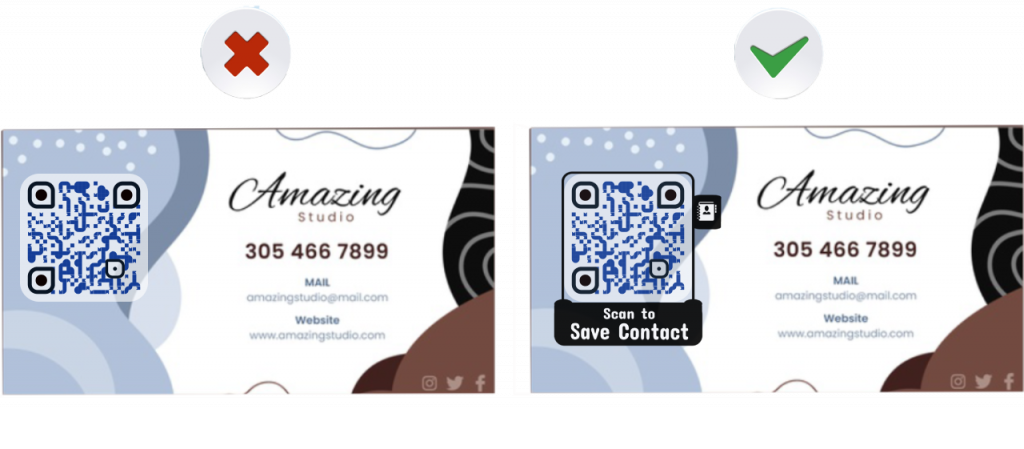 Amazing
Studio
305 466 7899
MAIL
amazingstudio@mail.com
Website
www.amazingstudio.com
Amazing
Studio
305 466 7899
MAIL
amazingstudio@mail.com
Website
www.amazingstudio.com
Scan to
Save Contact